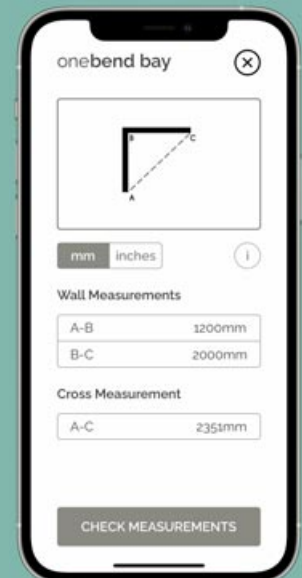 onebend bay
B
C
A
mm inches i
Wall Measurements
A-B 1200mm
B-C 2000mm
Cross Measurement
A-C 2351mm
CHECK MEASUREMENTS